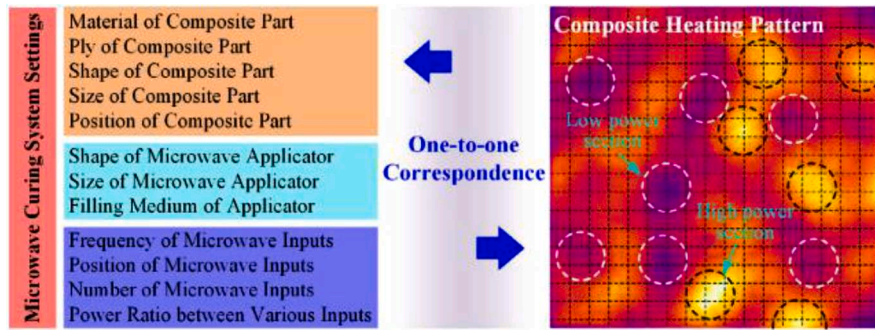 Microwave Curing System Settings
Material of Composite Part
Ply of Composite Part
Shape of Composite Part
Size of Composite Part
Position of Composite Part
Shape of Microwave Applicator
Size of Microwave Applicator
Filling Medium of Applicator
Frequency of Microwave Inputs
Position of Microwave Inputs
Number of Microwave Inputs
Power Ratio between Various Inputs
One-to-one
Correspondence
Composite Heating Pattern
Low power
section
High power
section